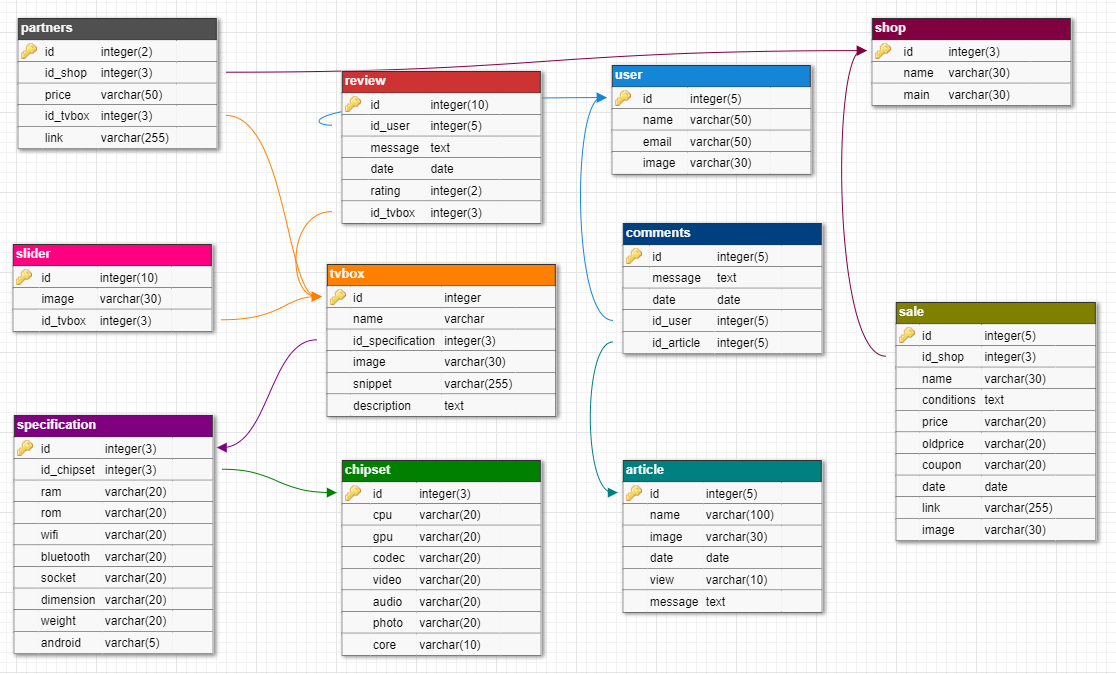 partners
id integer(2)
id_shop integer(3)
price varchar(50)
id_tvbox integer(3)
link varchar(255)
review
id integer(10)
id_user integer(5)
message text
date date
rating integer(2)
id_tvbox integer(3)
user
id integer(5)
name varchar(50)
email varchar(50)
image varchar(30)
shop
id integer(3)
name varchar(30)
main varchar(30)
slider
id integer(10)
image varchar(30)
id_tvbox integer(3)
tvbox
id integer
name varchar
id_specification integer(3)
image varchar(30)
snippet varchar(255)
description text
comments
id integer(5)
message text
date date
id_user integer(5)
id_article integer(5)
sale
id integer(5)
id_shop integer(3)
name varchar(30)
conditions text
price varchar(20)
oldprice varchar(20)
coupon varchar(20)
date date
link varchar(255)
image varchar(30)
specification
id integer(3)
id_chipset integer(3)
ram varchar(20)
rom varchar(20)
wifi varchar(20)
bluetooth varchar(20)
socket varchar(20)
dimension varchar(20)
weight varchar(20)
android varchar(5)
chipset
id integer(3)
cpu varchar(20)
gpu varchar(20)
codec varchar(20)
video varchar(20)
audio varchar(20)
photo varchar(20)
core varchar(10)
article
id integer(5)
name varchar(100)
image varchar(30)
date date
view varchar(10)
message text